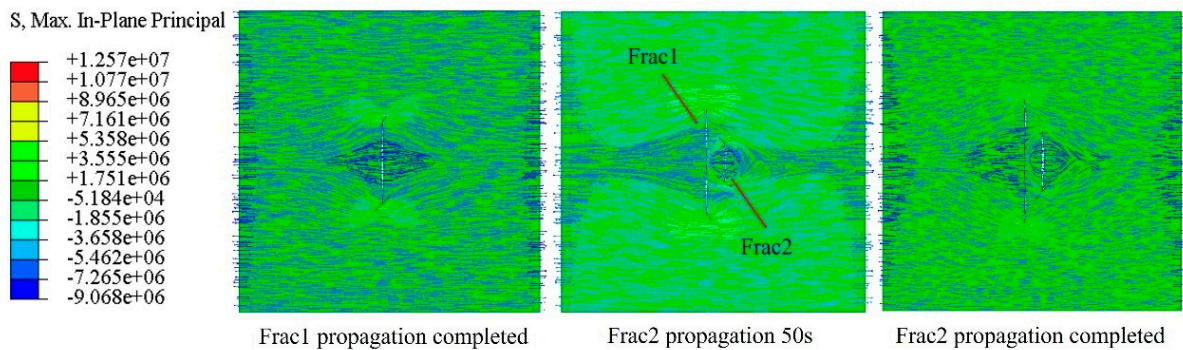 S, Max. In-Plane Principal
+1.257e+07
+1.077e+07
+8.965e+06
+7.161e+06
+5.358e+06
+3.555e+06
+1.751e+06
-5.184e+04
-1.855e+06
-3.658e+06
-5.462e+06
-7.265e+06
-9.068e+06
Frac1
Frac2
Frac1 propagation completed
Frac2 propagation 50s
Frac2 propagation completed